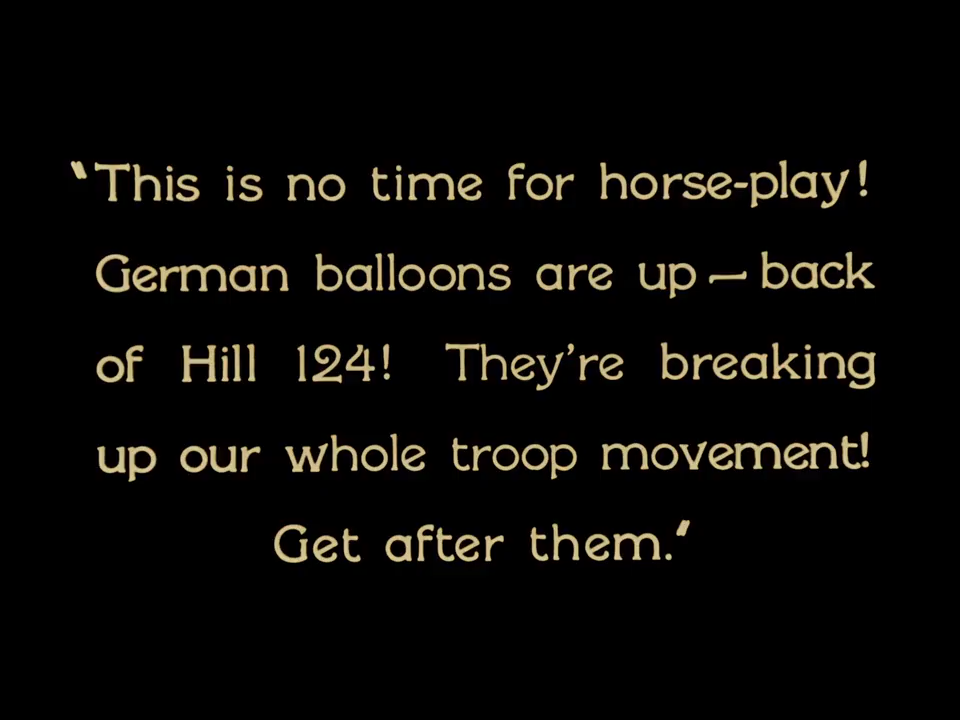 "This is no time for horse-play!
German balloons are up — back
of Hill 124! They're breaking
up our whole troop movement!
Get after them."